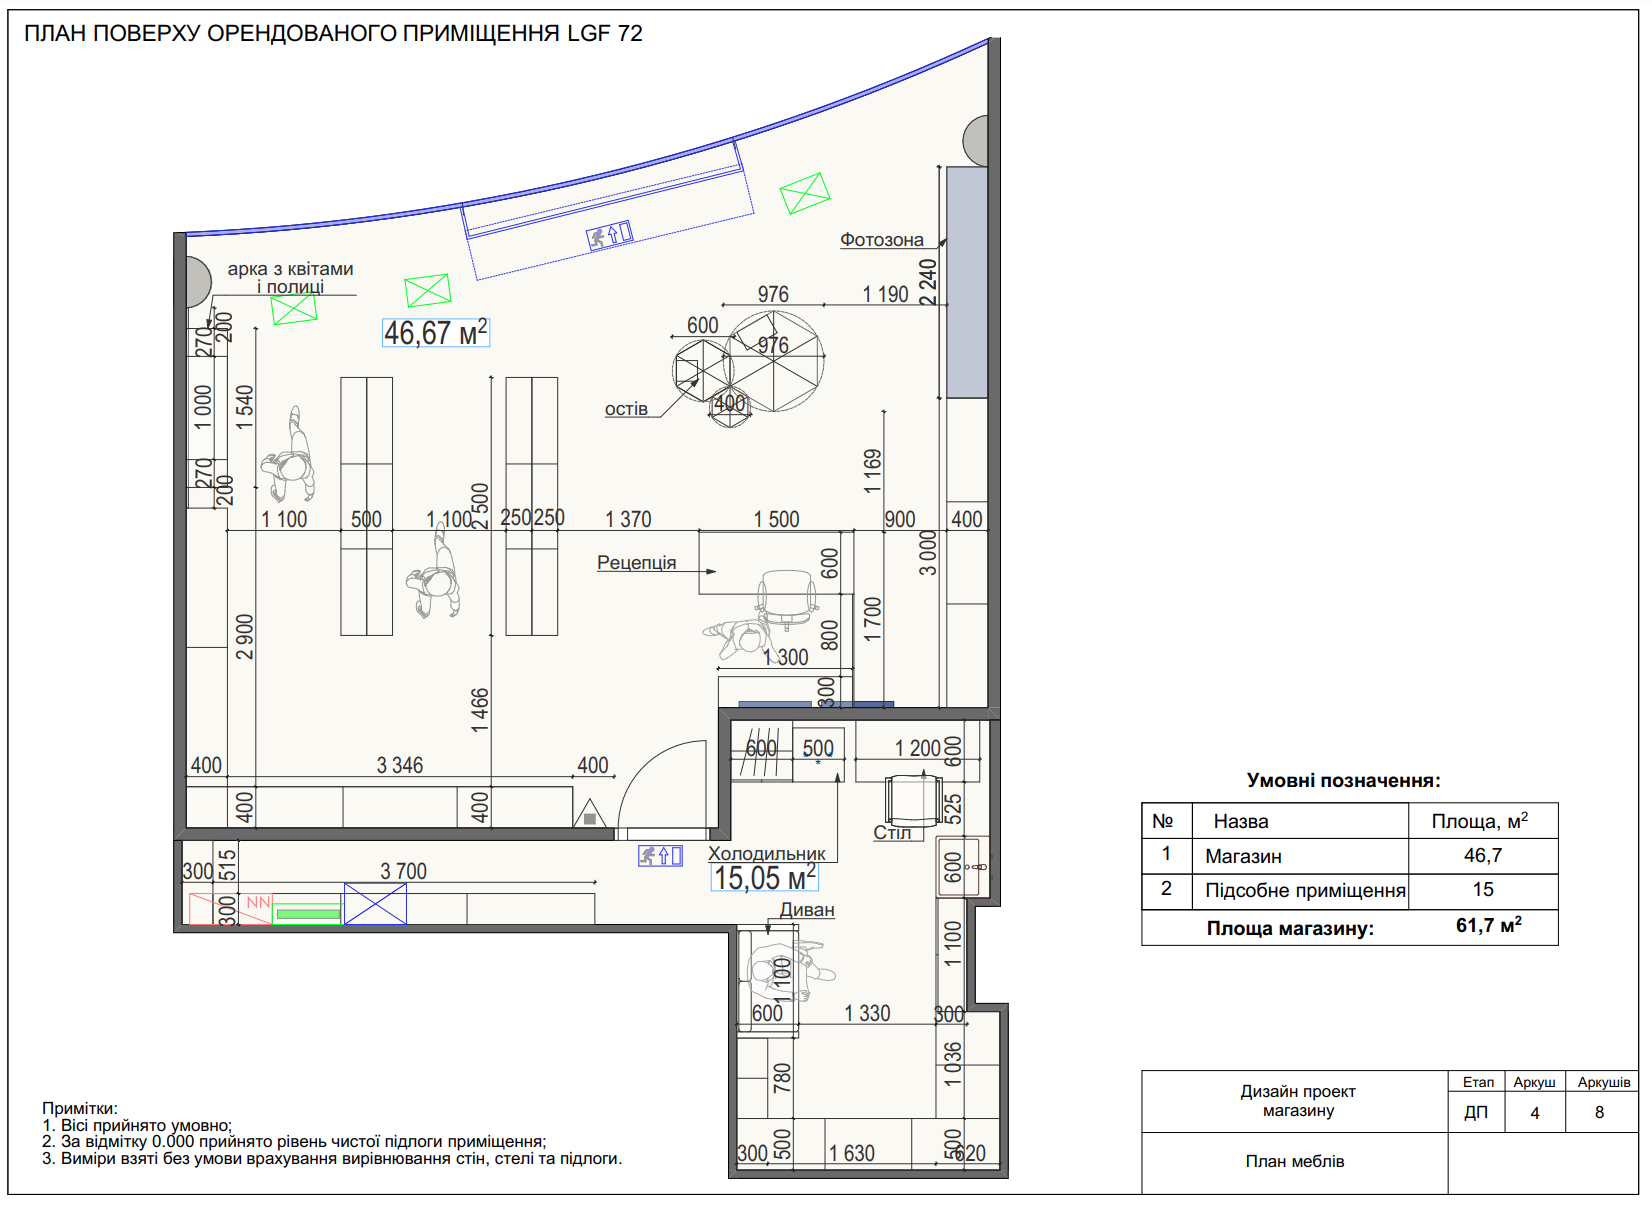 ПЛАН ПОВЕРХУ ОРЕНДОВАНОГО ПРИМІЩЕННЯ LGF 72
Фотозона
арка з квітами
і полиці
46,67 м²
976
1 190
2 240
600
976
400
остів
270
200
1 000
1 540
270
200
1 169
1 100
500
1 100
2 500
250
250
1 370
1 500
900
400
Рецепція
600
3 000
2 900
800
1 700
1 300
300
1 466
400
3 346
400
400
400
600
500
1 200
600
525
Стіл
Холодильник
15,05 м²
600
300
515
3 700
300
NN
Диван
1 100
1 100
600
1 330
300
780
1 036
300
500
1 630
500
620
Умовні позначення:
№ Назва Площа, м²
1 Магазин 46,7
2 Підсобне приміщення 15
Площа магазину: 61,7 м²
Примітки:
1. Вісі прийнято умовно;
2. За відмітку 0.000 прийнято рівень чистої підлоги приміщення;
3. Виміри взяті без умови врахування вирівнювання стін, стелі та підлоги.
Дизайн проект
магазину
Етап Аркуш Аркушів
ДП 4 8
План меблів